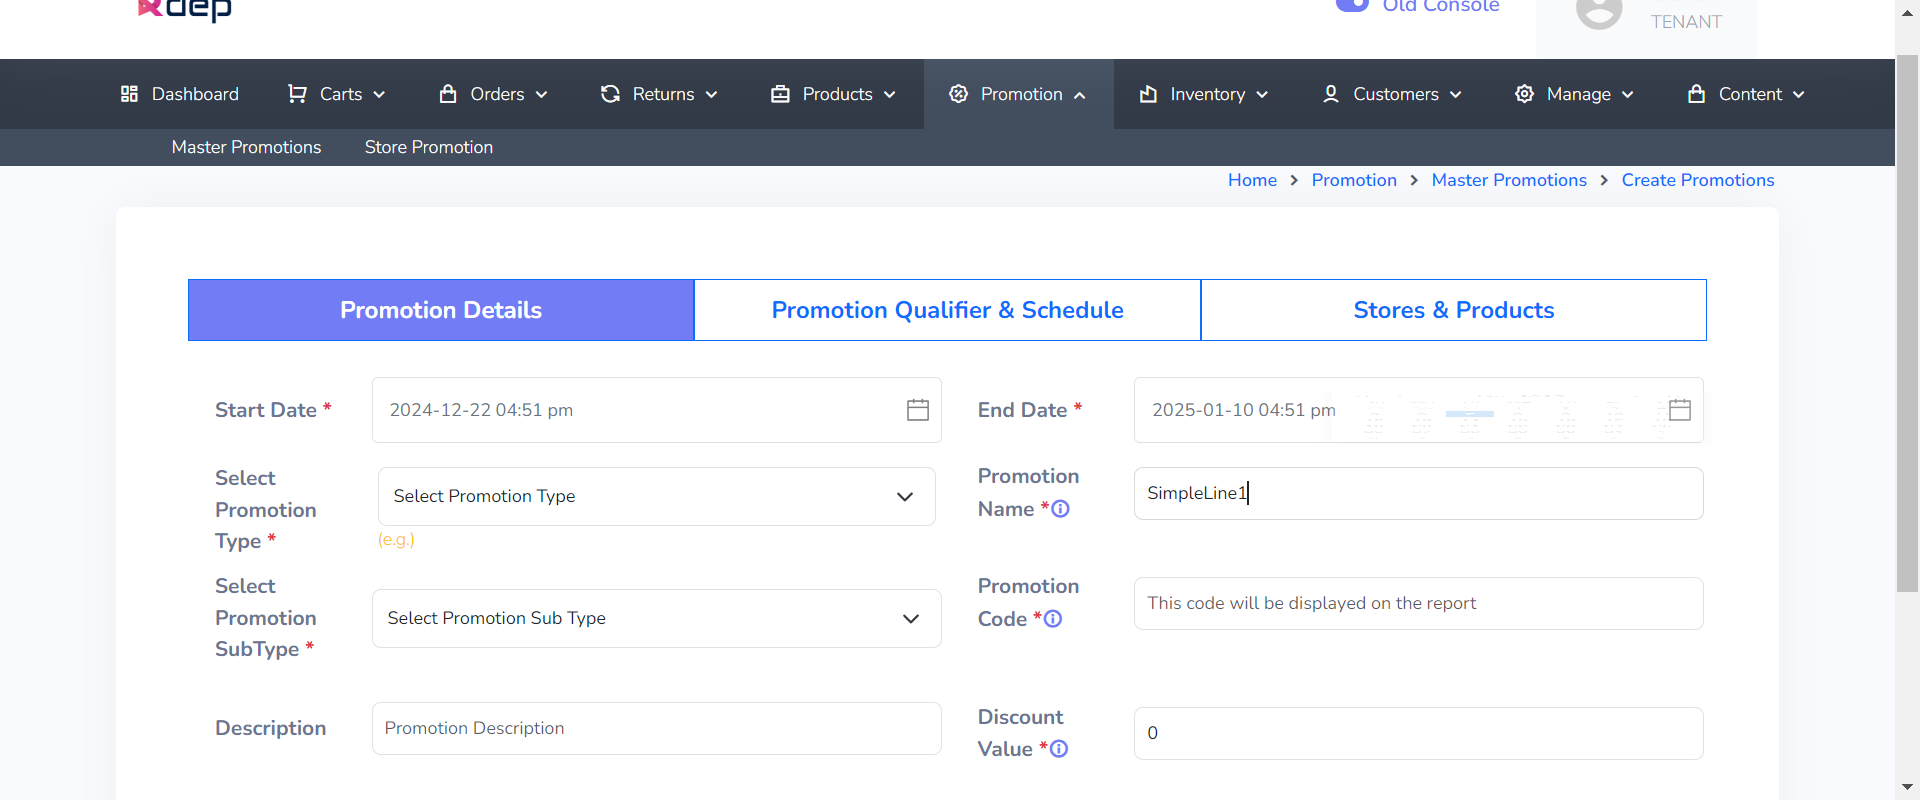 dep
Old Console
TENANT
Dashboard Carts Orders Returns Products Promotion Inventory Customers Manage Content
Master Promotions Store Promotion
Home > Promotion > Master Promotions > Create Promotions
Promotion Details Promotion Qualifier & Schedule Stores & Products
Start Date * 2024-12-22 04:51 pm
End Date * 2025-01-10 04:51 pm
Select
Promotion
Type *
Select Promotion Type
(e.g.)
Promotion
Name *
SimpleLine1
Select
Promotion
SubType *
Select Promotion Sub Type
Promotion
Code *
This code will be displayed on the report
Description
Promotion Description
Discount
Value *
0